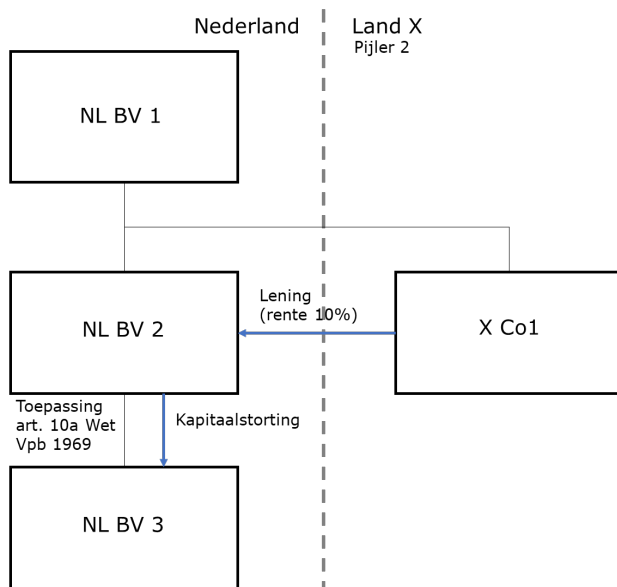 Nederland
Land X
Pijler 2
NL BV 1
NL BV 2
Lening
(rente 10%)
X Co1
Toepassing
art. 10a Wet
Vpb 1969
Kapitaalstorting
NL BV 3